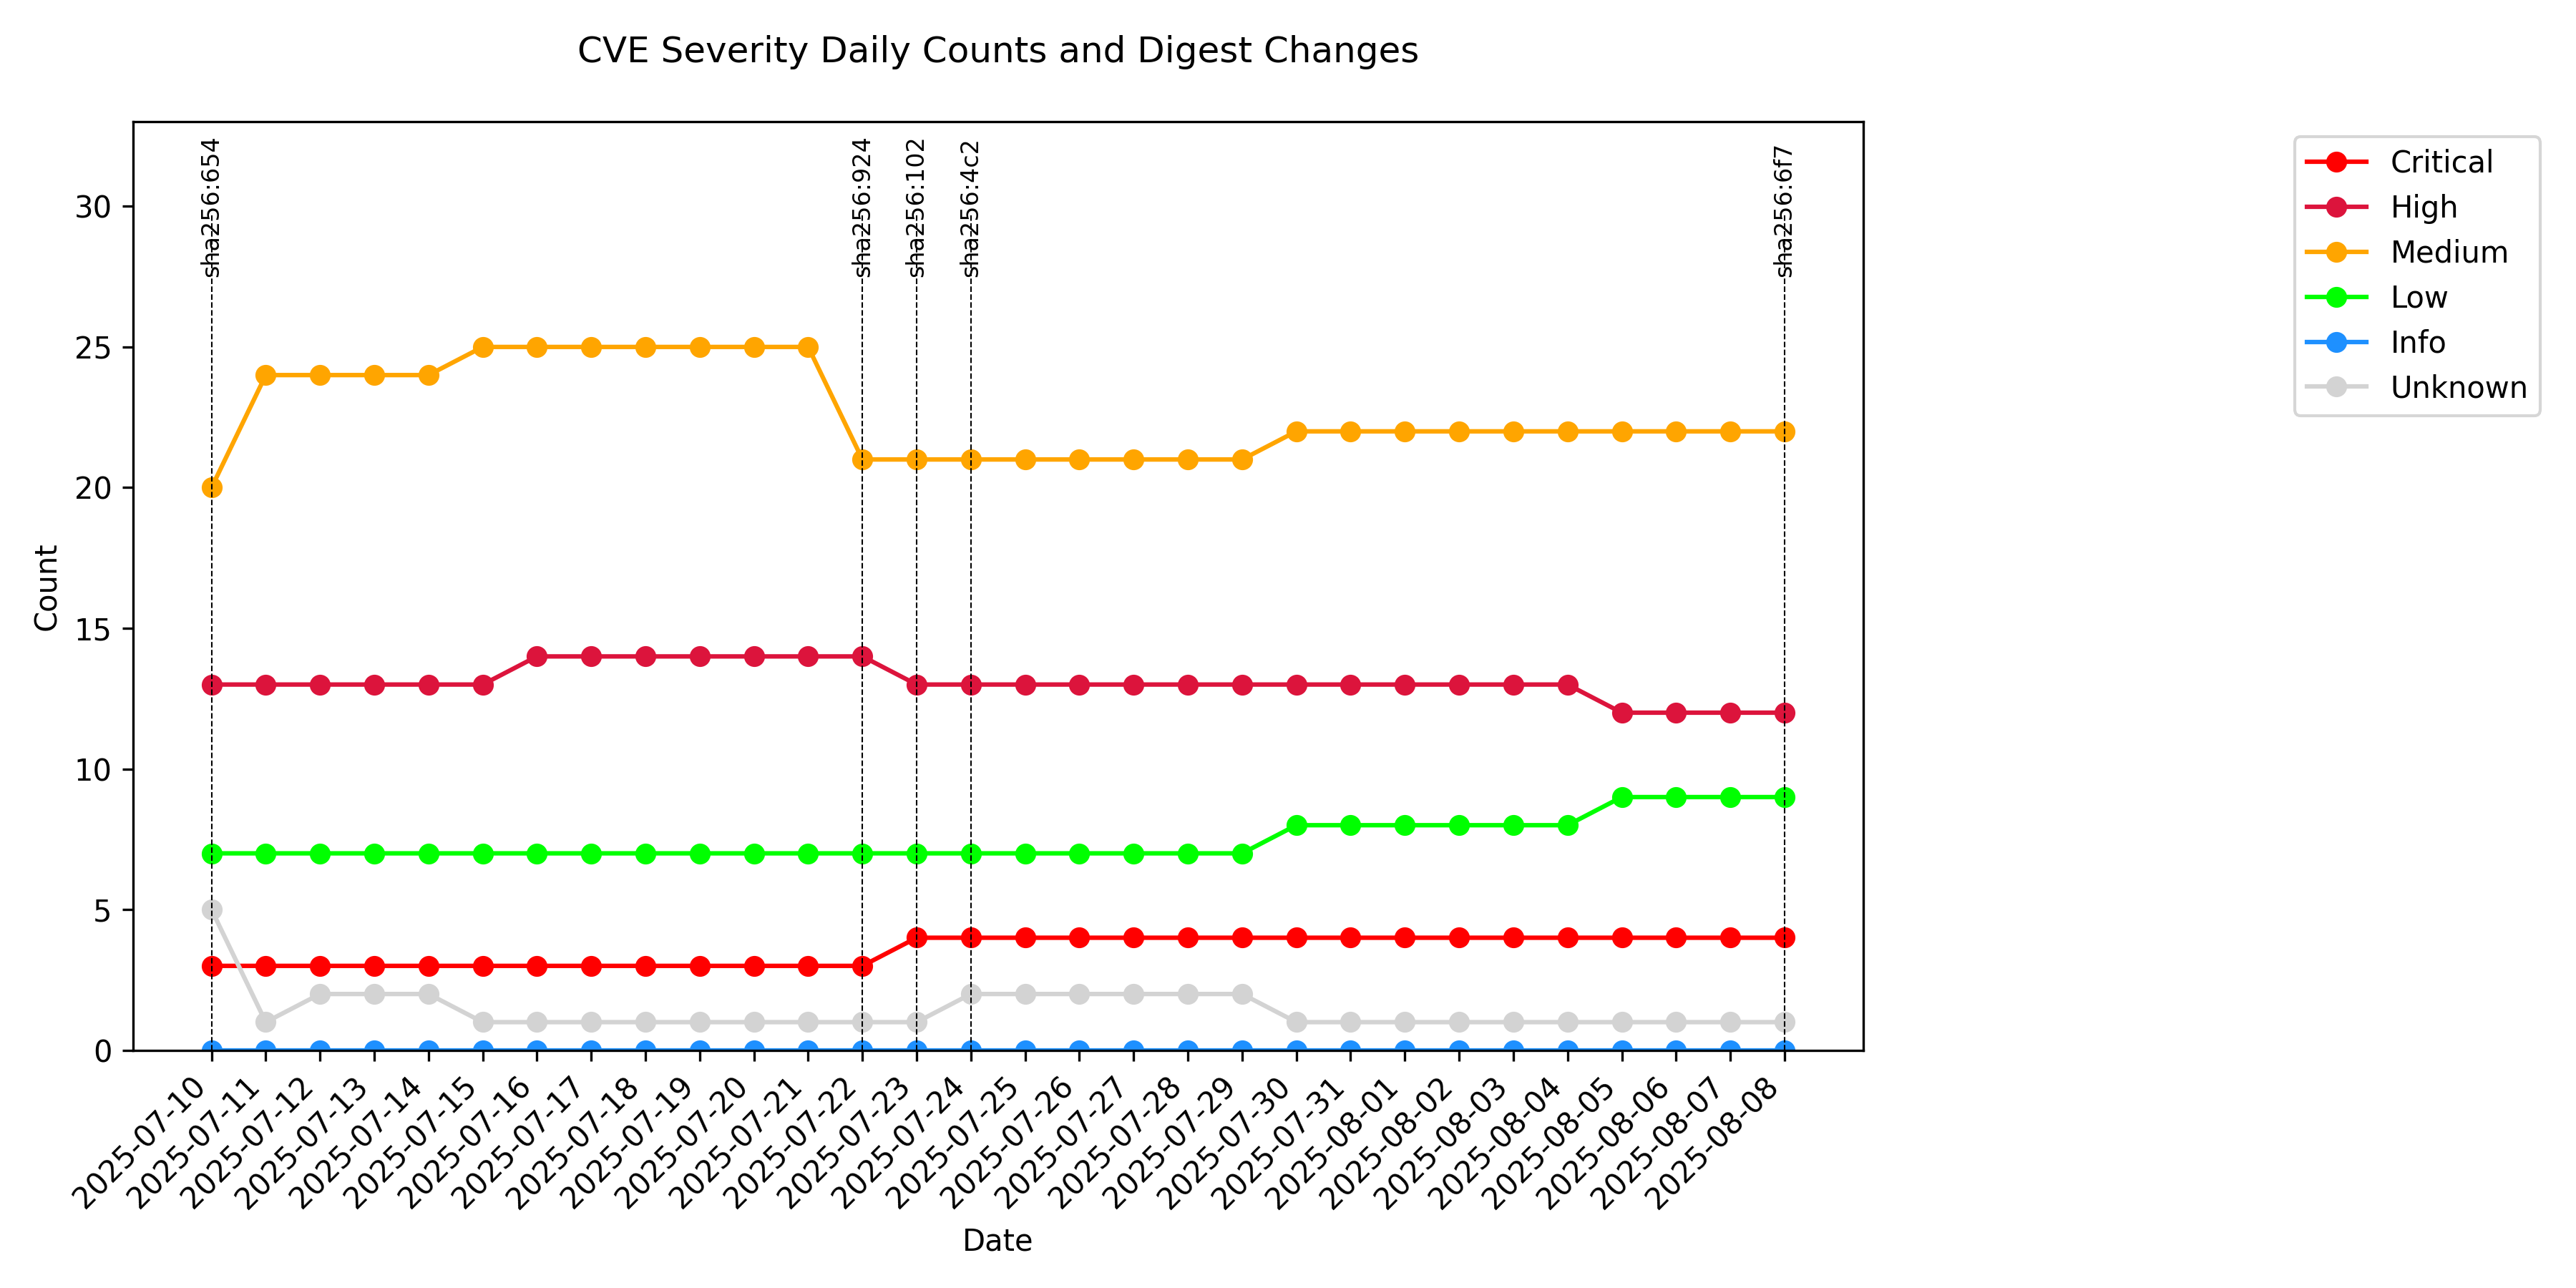 CVE Severity Daily Counts and Digest Changes
sha256:654
sha256:924
sha256:102
sha256:4c2
sha256:6f7
Critical
High
Medium
Low
Info
Unknown
Count
30
25
20
15
10
5
0
2025-07-10
2025-07-11
2025-07-12
2025-07-13
2025-07-14
2025-07-15
2025-07-16
2025-07-17
2025-07-18
2025-07-19
2025-07-20
2025-07-21
2025-07-22
2025-07-23
2025-07-24
2025-07-25
2025-07-26
2025-07-27
2025-07-28
2025-07-29
2025-07-30
2025-07-31
2025-08-01
2025-08-02
2025-08-03
2025-08-04
2025-08-05
2025-08-06
2025-08-07
2025-08-08
Date